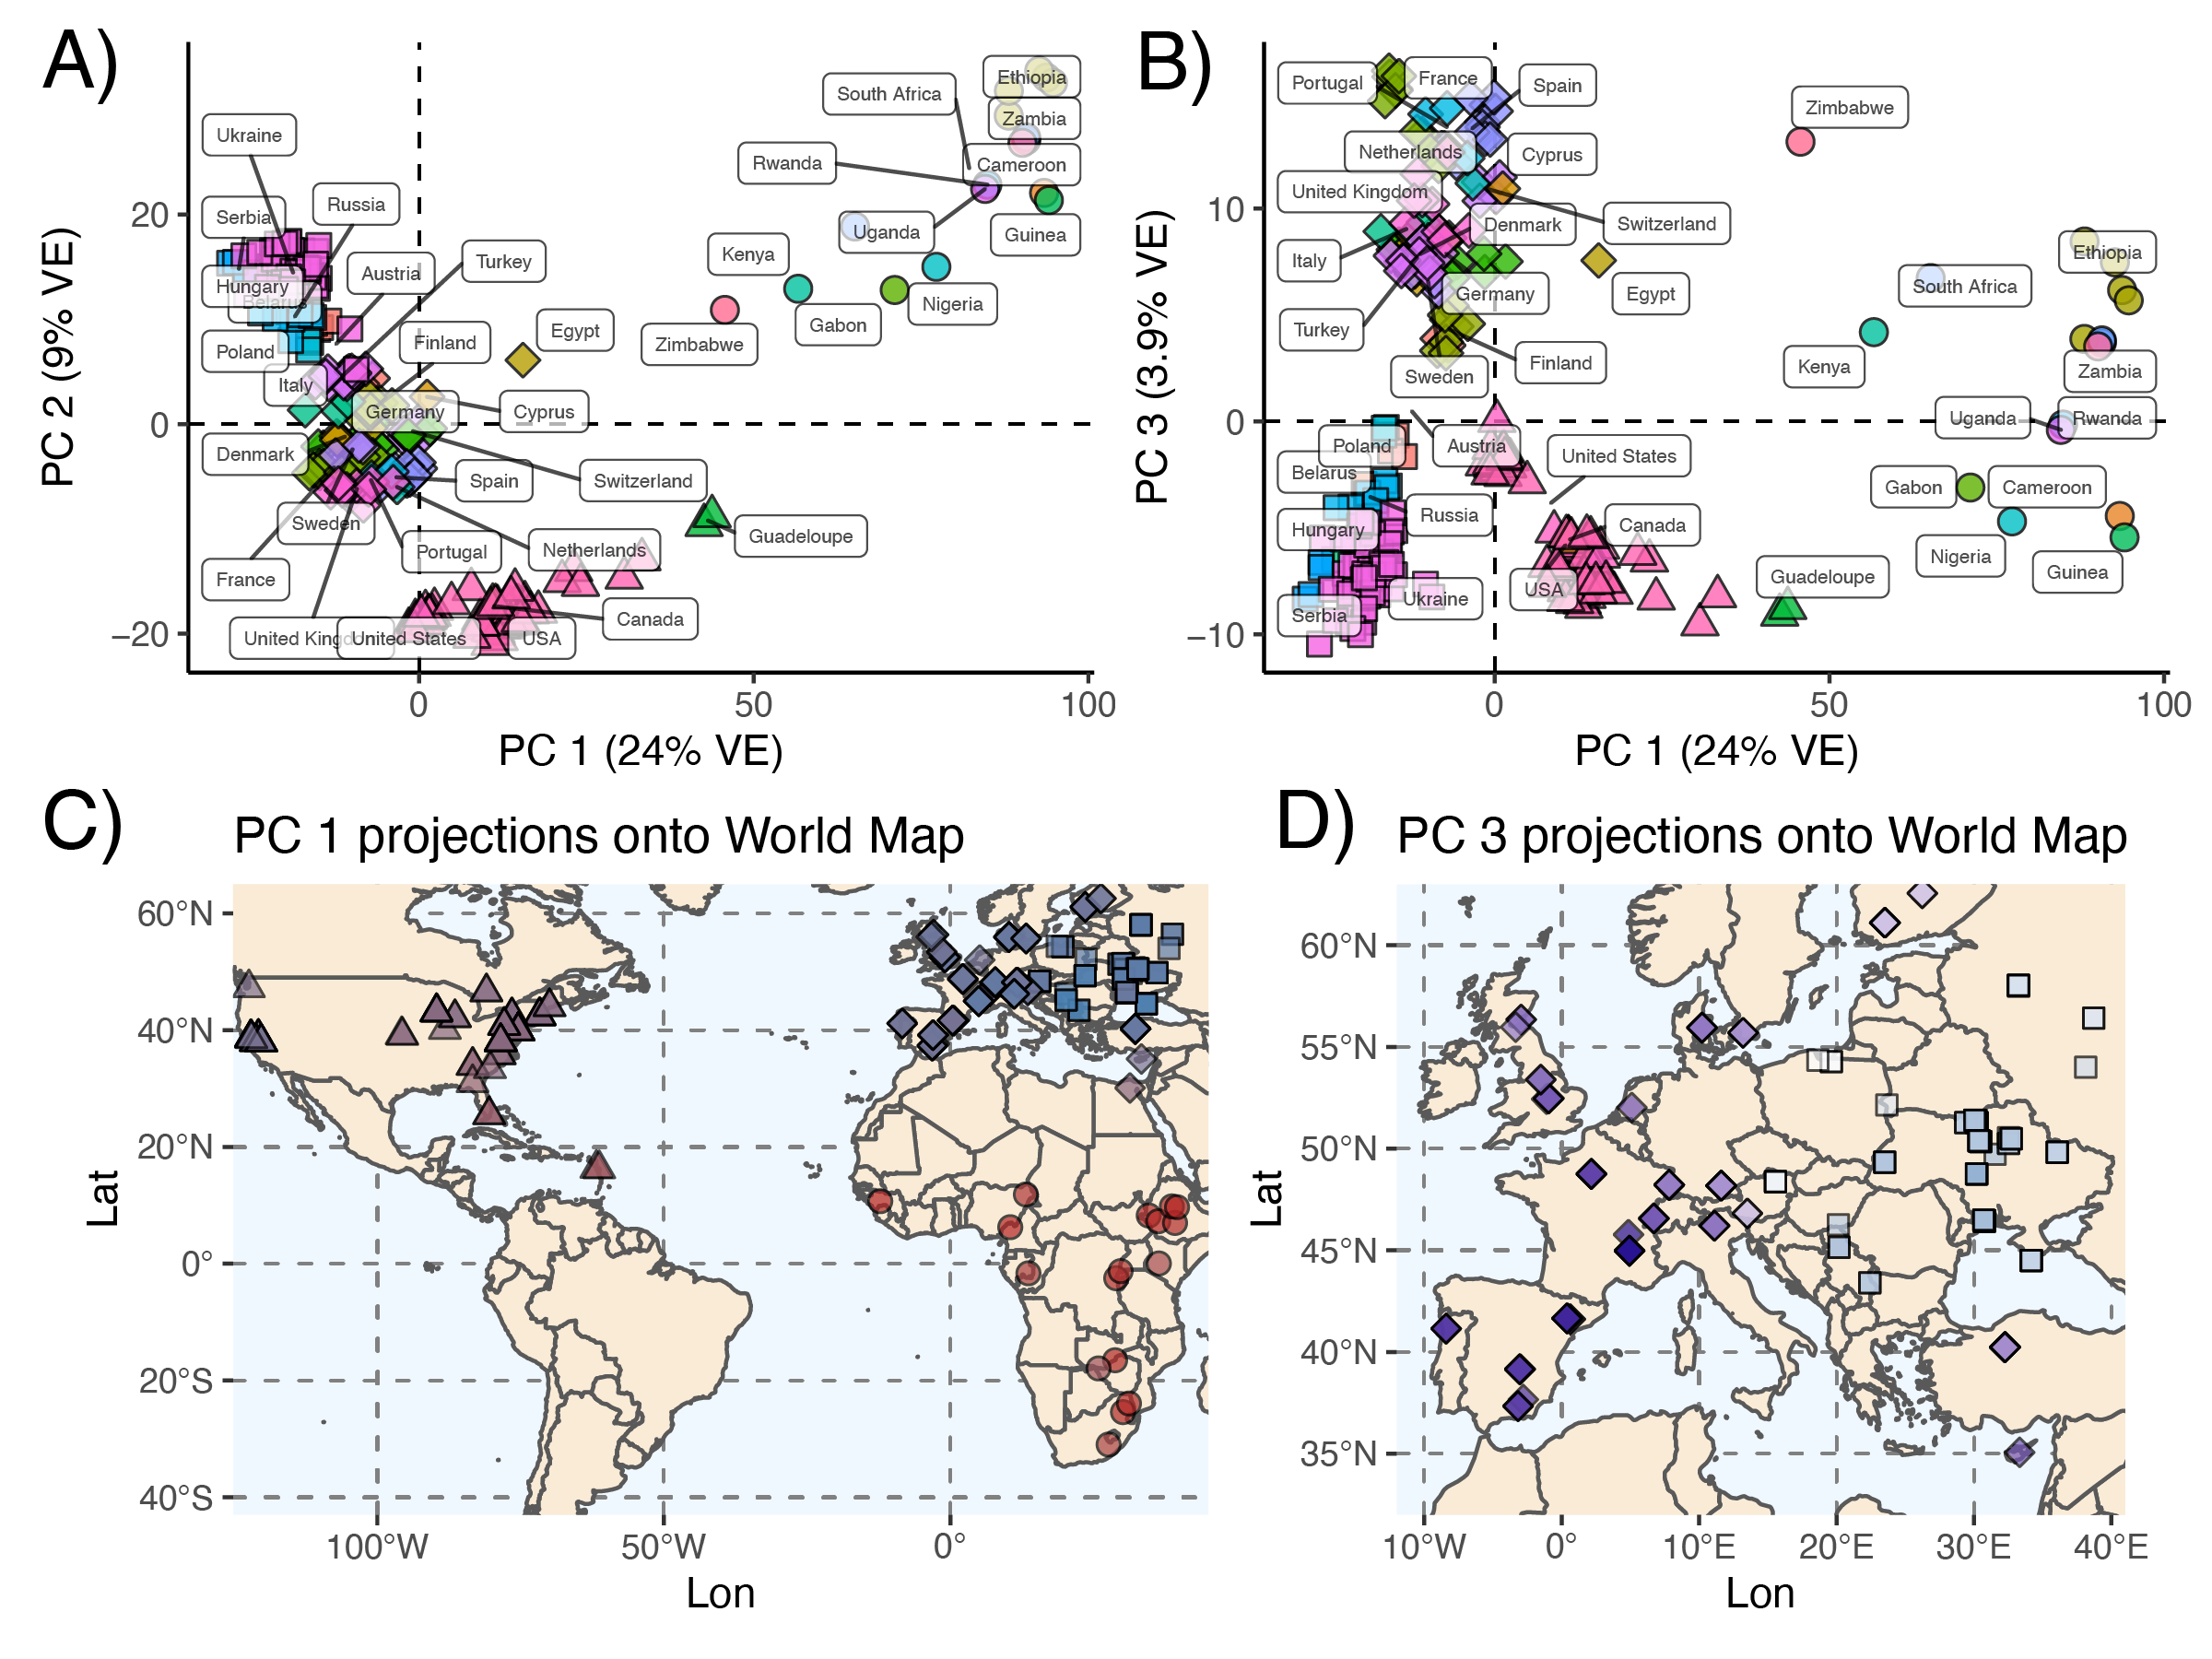 A)
B)
Ethiopia
South Africa
Zambia
Ukraine
Rwanda
Cameroon
Serbia
Russia
Uganda
Guinea
Kenya
Turkey
Austria
Hungary
Belarus
Nigeria
Gabon
Egypt
Zimbabwe
Finland
Poland
Italy
Germany
Cyprus
Denmark
Spain
Switzerland
Sweden
Guadeloupe
Portugal
Netherlands
France
Canada
United Kingd
United States
USA
20
0
−20
0
50
100
PC 2 (9% VE)
PC 1 (24% VE)
Portugal
France
Spain
Zimbabwe
Netherlands
Cyprus
United Kingdom
Denmark
Switzerland
Italy
Ethiopia
South Africa
Germany
Egypt
Turkey
Finland
Kenya
Zambia
Sweden
Uganda
Rwanda
Poland
Austria
United States
Belarus
Gabon
Cameroon
Russia
Canada
Hungary
Nigeria
Guinea
USA
Guadeloupe
Ukraine
Serbia
10
0
−10
0
50
100
PC 3 (3.9% VE)
PC 1 (24% VE)
C)
PC 1 projections onto World Map
60°N
40°N
20°N
0°
20°S
40°S
100°W
50°W
0°
Lat
Lon
D)
PC 3 projections onto World Map
60°N
55°N
50°N
45°N
40°N
35°N
10°W
0°
10°E
20°E
30°E
40°E
Lat
Lon